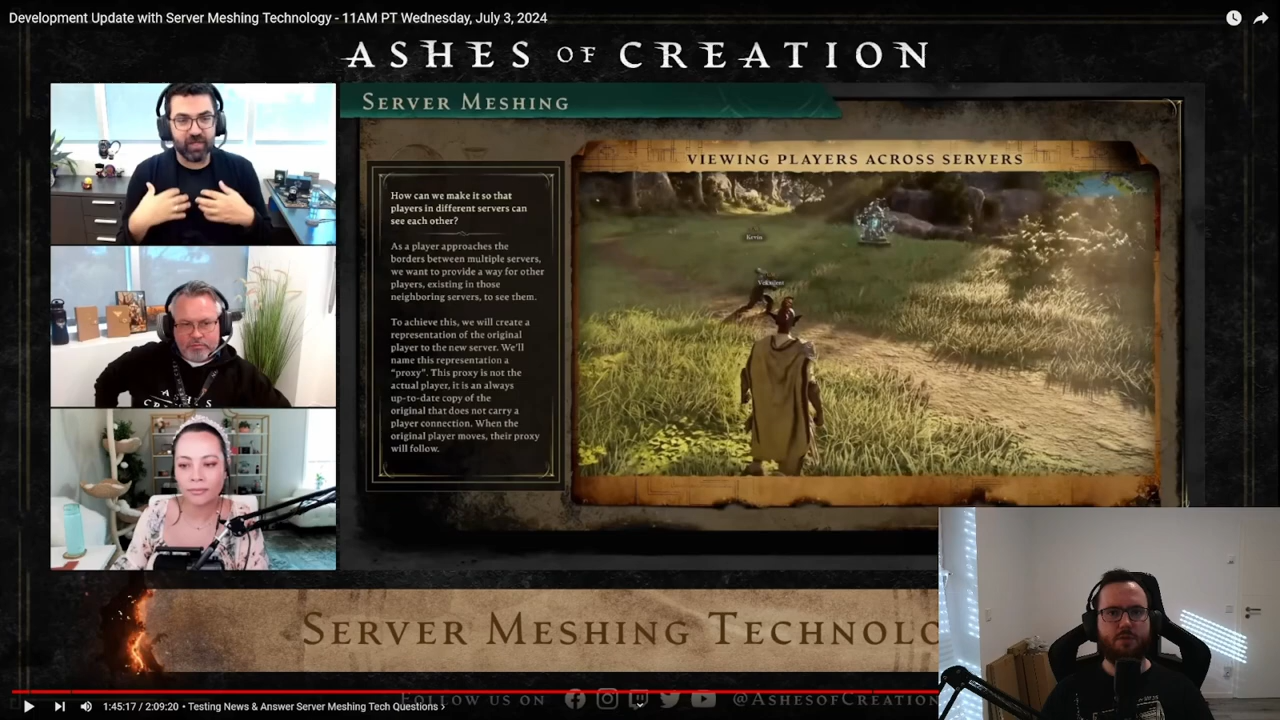 Development Update with Server Meshing Technology - 11AM PT Wednesday, July 3, 2024
ASHES OF CREATION
SERVER MESHING
VIEWING PLAYERS ACROSS SERVERS
How can we make it so that
players in different servers can
see each other?
As a player approaches the
borders between multiple servers,
we want to provide a way for other
players, existing in those
neighboring servers, to see them.
To achieve this, we will create a
representation of the original
player to the new server. We'll
name this representation a
"proxy". This proxy is not the
actual player, it is an always
up-to-date copy of the
original that does not carry a
player connection. When the
original player moves, their proxy
will follow.
Kevin
SERVER MESHING TECHNOLO
FOLLOW US ON
@ASHESOFCREATION
1:45:17 / 2:09:20 • Testing News & Answer Server Meshing Tech Questions ›